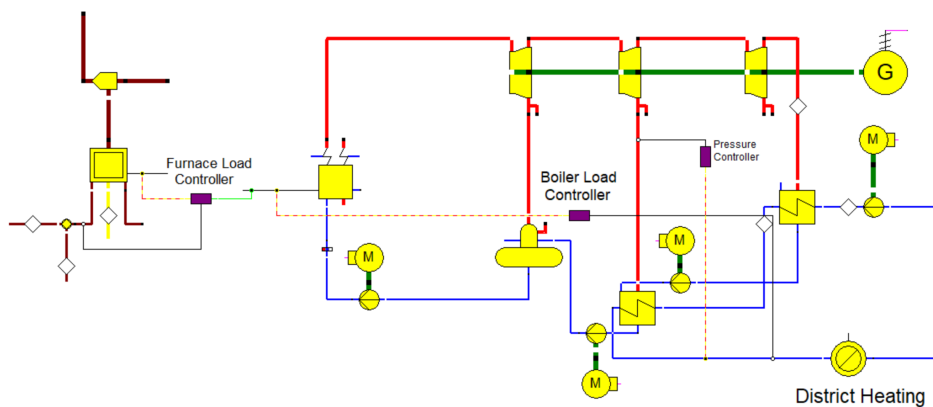 G
M
Furnace Load
Controller
Pressure
Controller
Boiler Load
Controller
M
M
M
District Heating